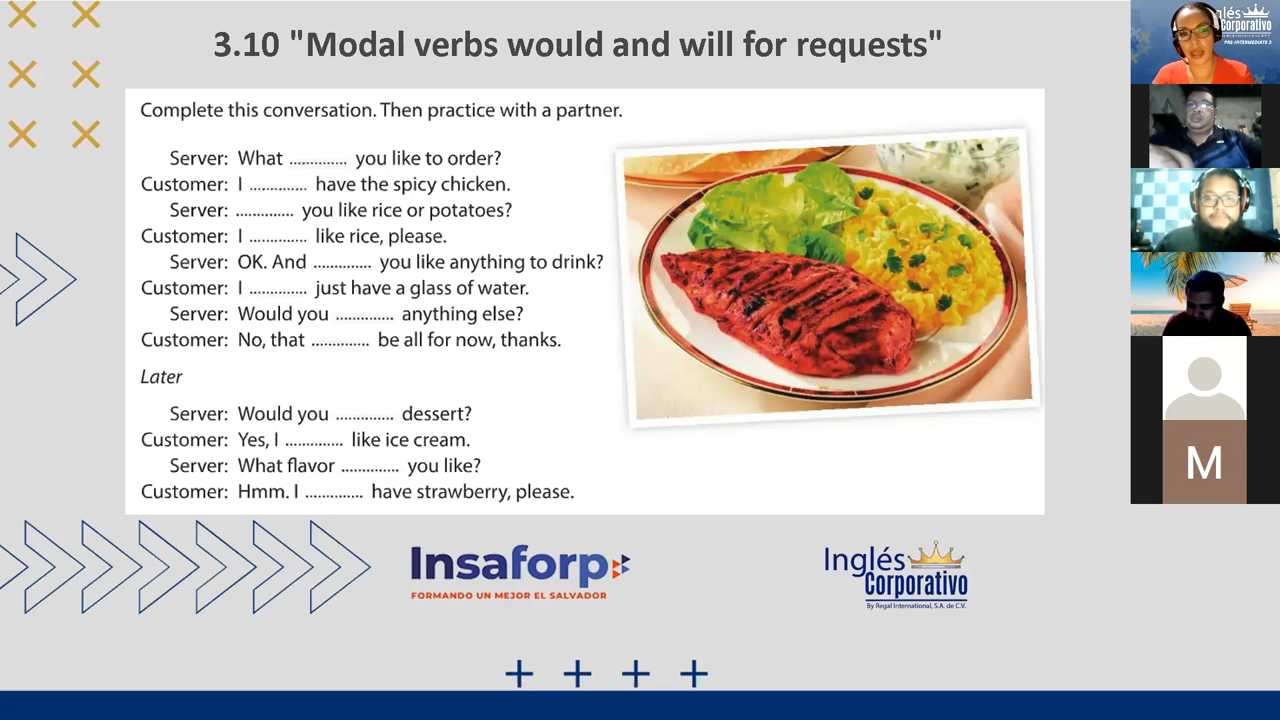 3.10 "Modal verbs would and will for requests"
Complete this conversation. Then practice with a partner.
Server: What .............. you like to order?
Customer: I .............. have the spicy chicken.
Server: .............. you like rice or potatoes?
Customer: I .............. like rice, please.
Server: OK. And .............. you like anything to drink?
Customer: I .............. just have a glass of water.
Server: Would you .............. anything else?
Customer: No, that .............. be all for now, thanks.
Later
Server: Would you .............. dessert?
Customer: Yes, I .............. like ice cream.
Server: What flavor .............. you like?
Customer: Hmm. I .............. have strawberry, please.
Insaforp
FORMANDO UN MEJOR EL SALVADOR
Inglés
Corporativo
By Regal International, S.A. de C.V.
glés
Corporativo
PRE-INTERMEDIATE 3
M